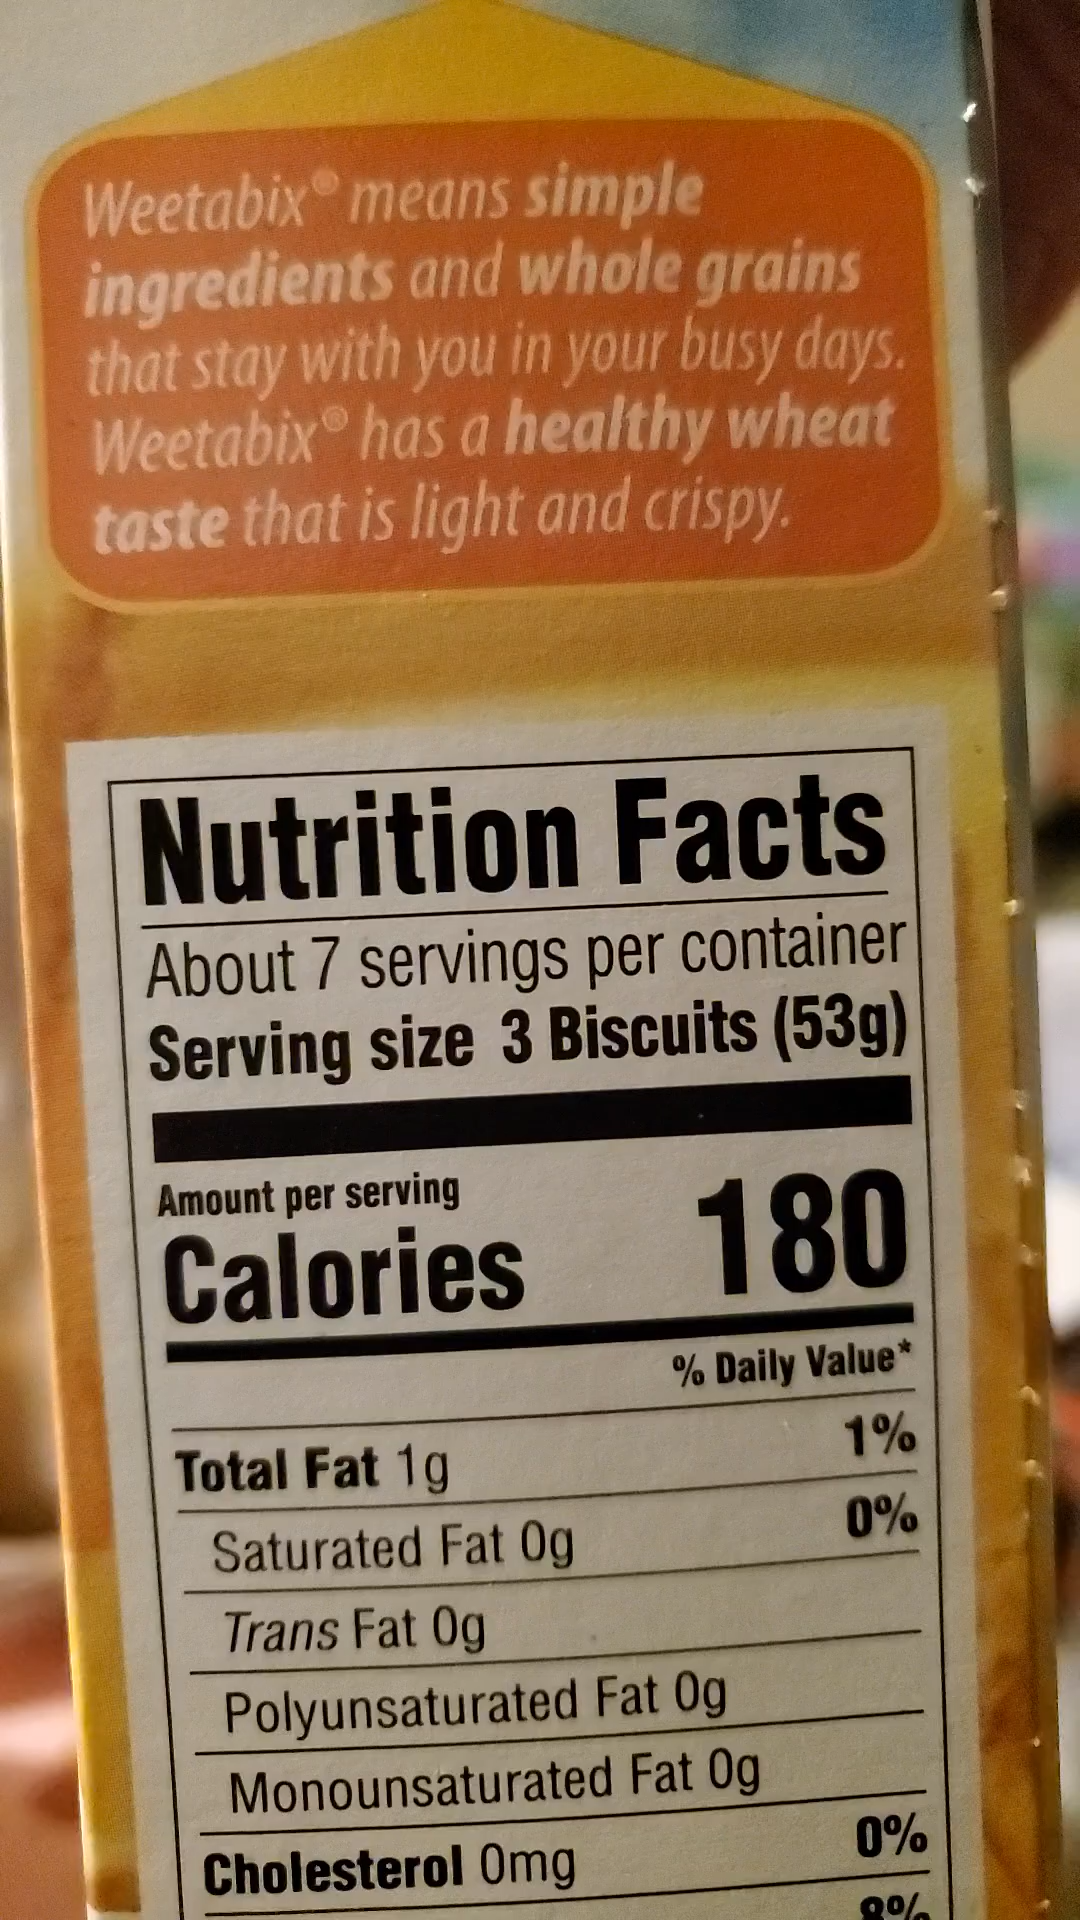 Weetabix® means simple
ingredients and whole grains
that stay with you in your busy days.
Weetabix® has a healthy wheat
taste that is light and crispy.
Nutrition Facts
About 7 servings per container
Serving size 3 Biscuits (53g)
Amount per serving
Calories 180
% Daily Value*
Total Fat 1g 1%
Saturated Fat 0g 0%
Trans Fat 0g
Polyunsaturated Fat 0g
Monounsaturated Fat 0g
Cholesterol 0mg 0%
8%